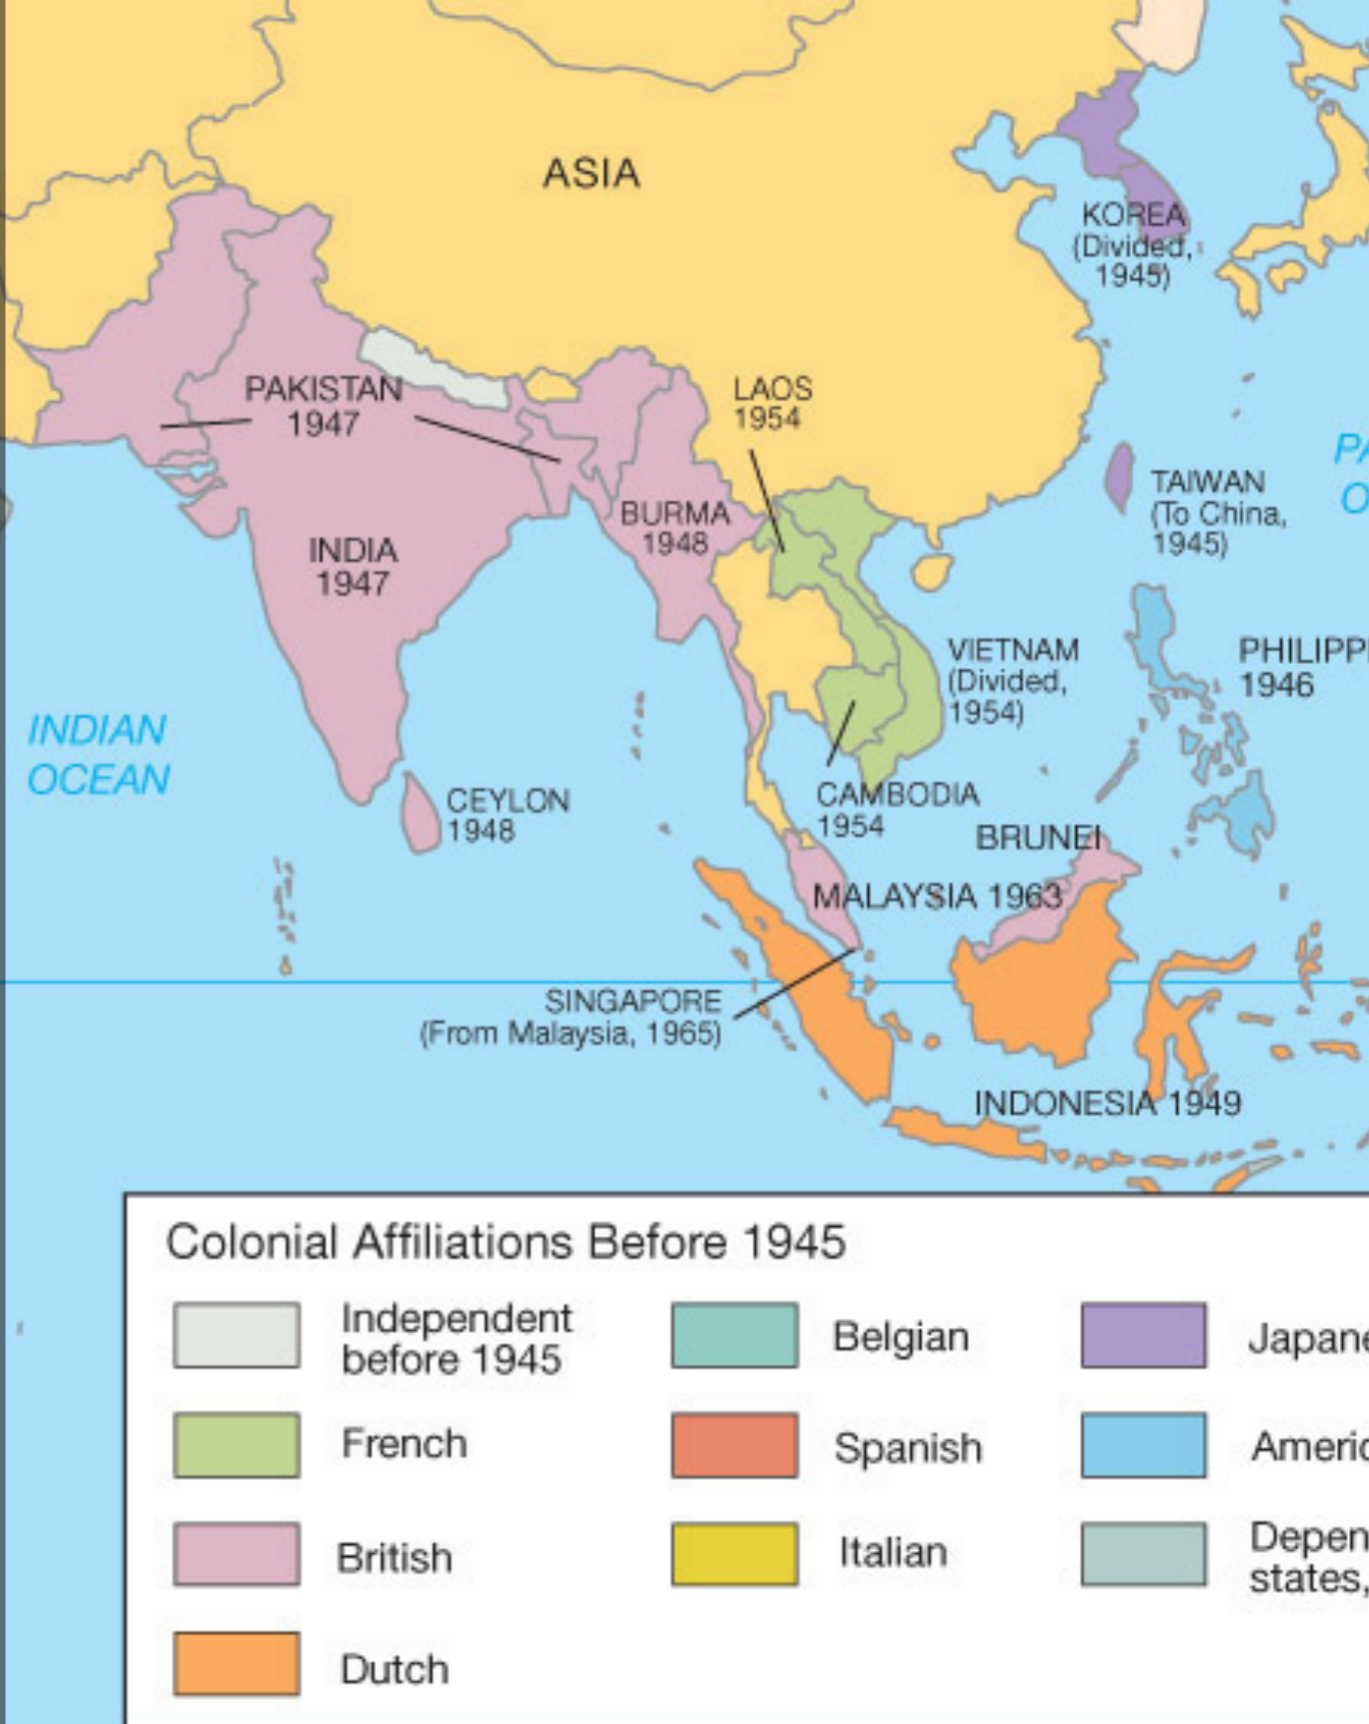 ASIA
KOREA
(Divided,
1945)
PAKISTAN
1947
LAOS
1954
TAIWAN
(To China,
1945)
BURMA
1948
INDIA
1947
VIETNAM
(Divided,
1954)
PHILIPP
1946
INDIAN
OCEAN
CEYLON
1948
CAMBODIA
1954
BRUNEI
MALAYSIA 1963
SINGAPORE
(From Malaysia, 1965)
INDONESIA 1949
PA
O
Colonial Affiliations Before 1945
Independent
before 1945
French
British
Dutch
Belgian
Spanish
Italian
Japane
Americ
Depen
states,